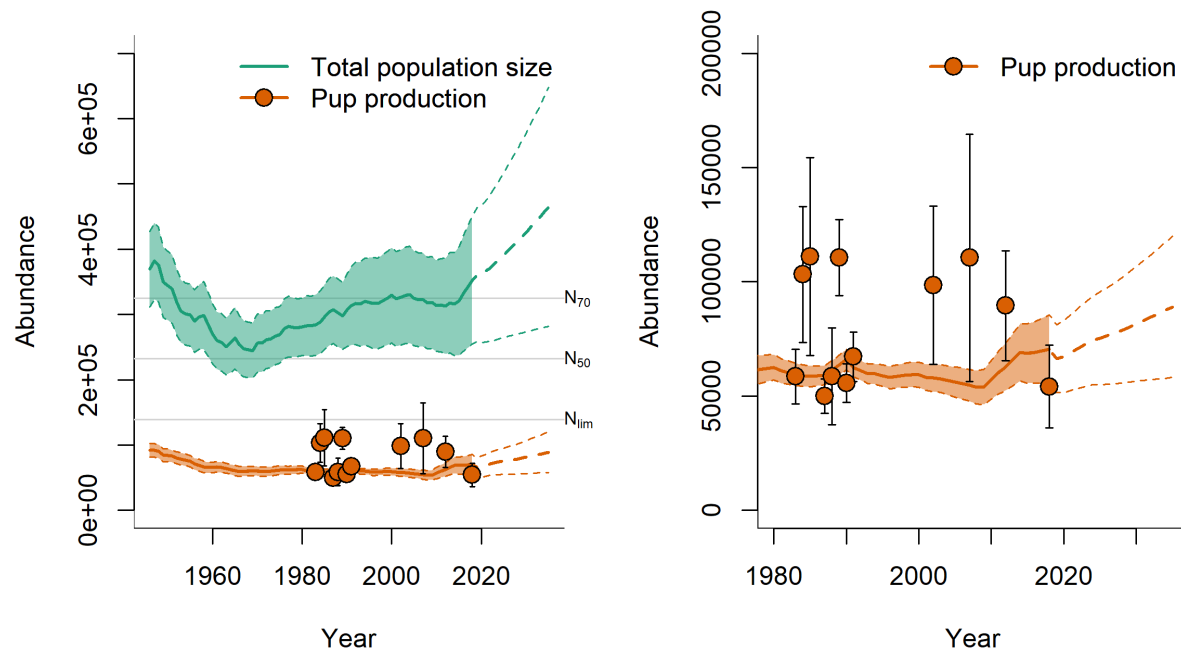 Total population size
Pup production
Abundance
0e+00
2e+05
4e+05
6e+05
N70
N50
Nlim
1960
1980
2000
2020
Year
Pup production
Abundance
0
50000
100000
150000
200000
1980
2000
2020
Year